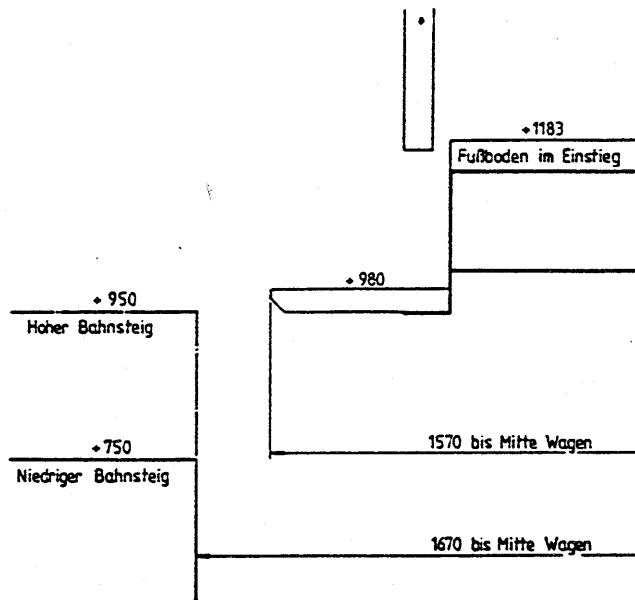 +1183
Fußboden im Einstieg
+980
+950
Hoher Bahnsteig
+750
Niedriger Bahnsteig
1570 bis Mitte Wagen
1670 bis Mitte Wagen